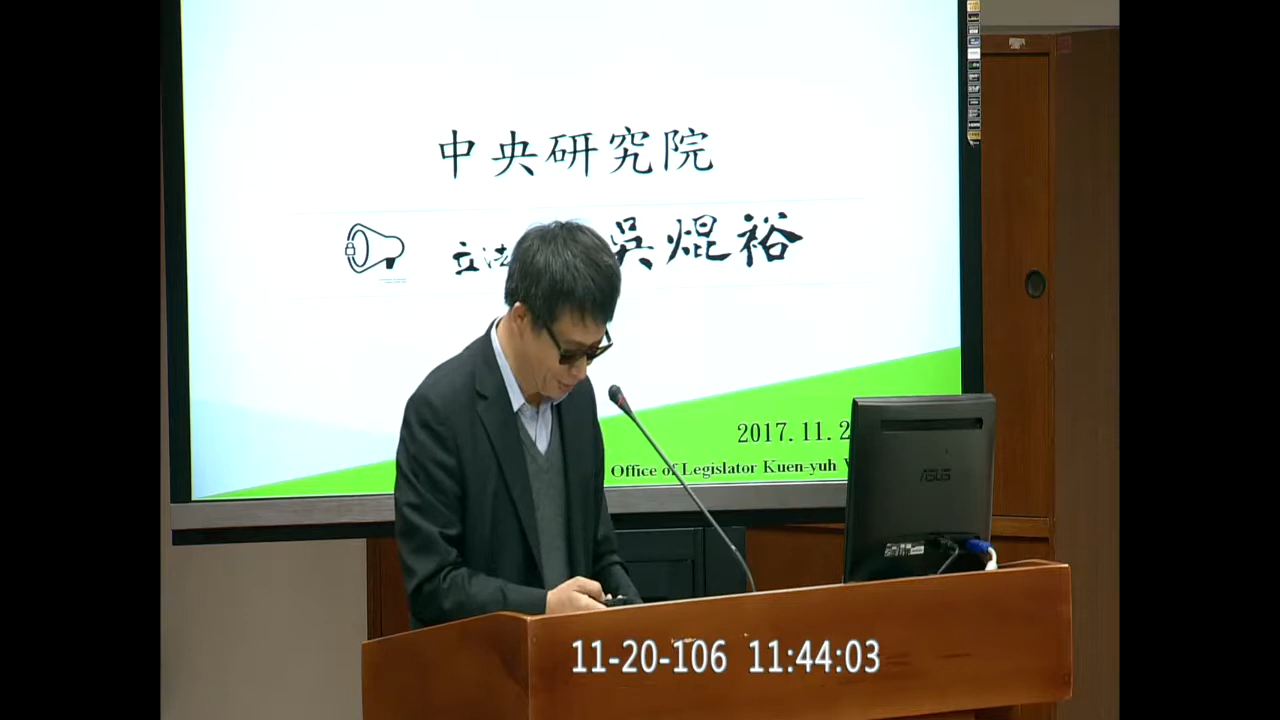 中央研究院
立法 吳焜裕
2017.11.2
Office of Legislator Kuen-yuh
ASUS
11-20-106 11:44:03